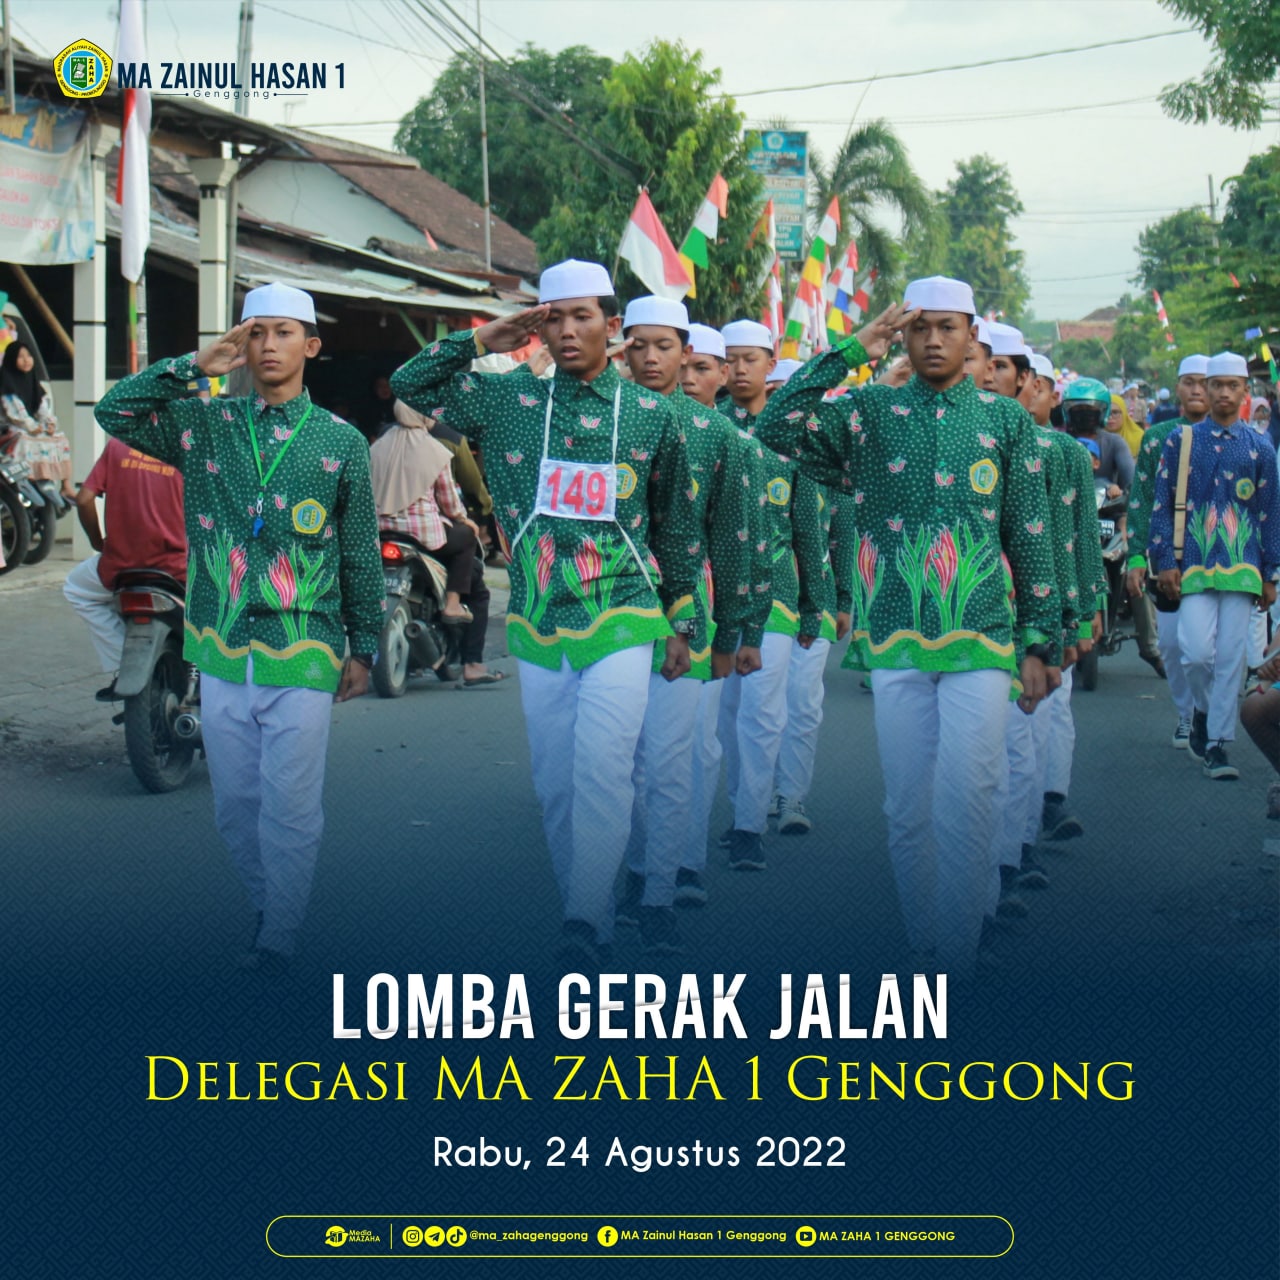 MA ZAINUL HASAN 1
Genggong
149
LOMBA GERAK JALAN
DELEGASI MA ZAHA 1 GENGGONG
Rabu, 24 Agustus 2022
Media
MAZAHA
@ma_zahagenggong
MA Zainul Hasan 1 Genggong
MA ZAHA 1 GENGGONG